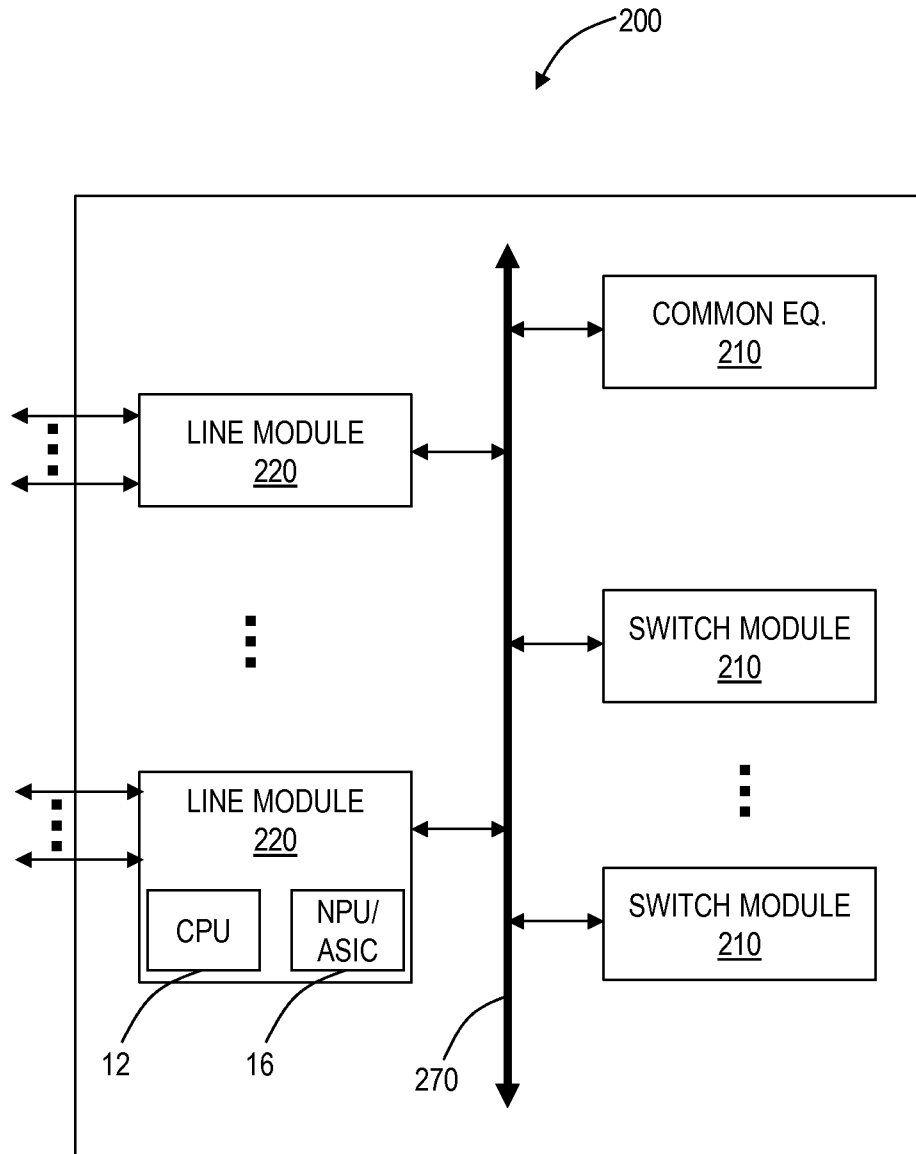 200
COMMON EQ.
210
LINE MODULE
220
SWITCH MODULE
210
LINE MODULE
220
CPU
NPU/
ASIC
SWITCH MODULE
210
12
16
270